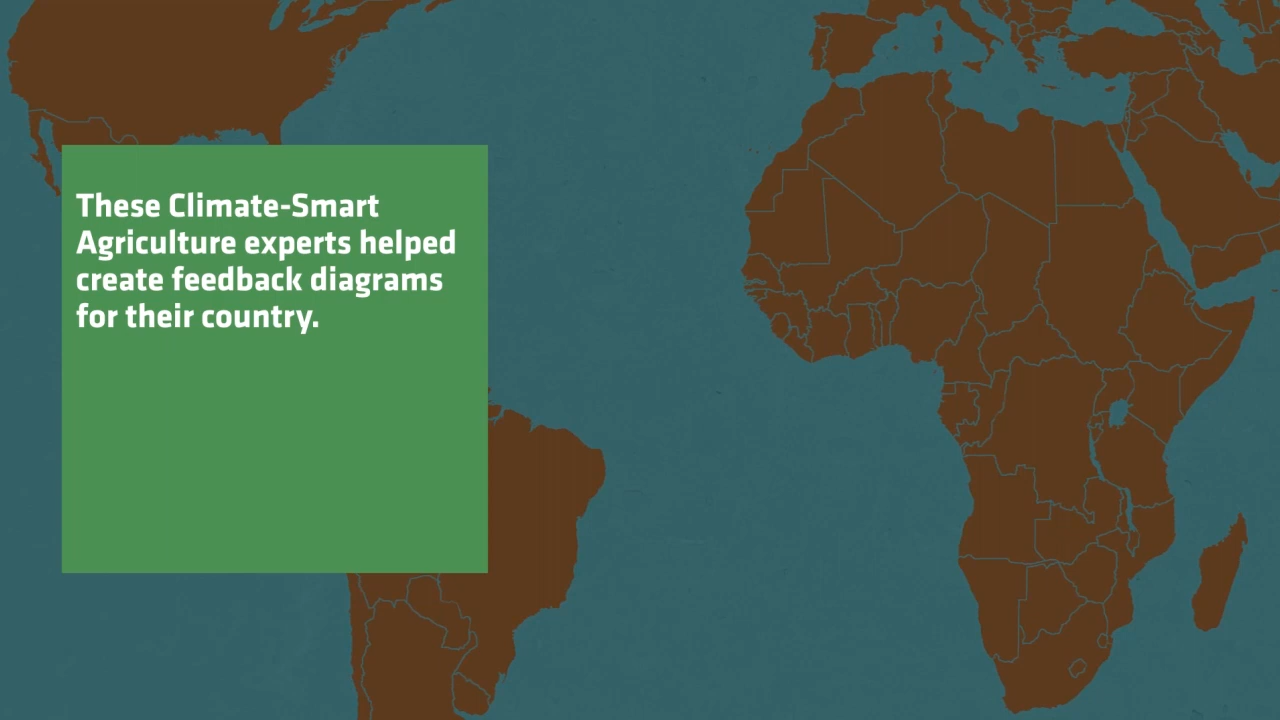 These Climate-Smart
Agriculture experts helped
create feedback diagrams
for their country.